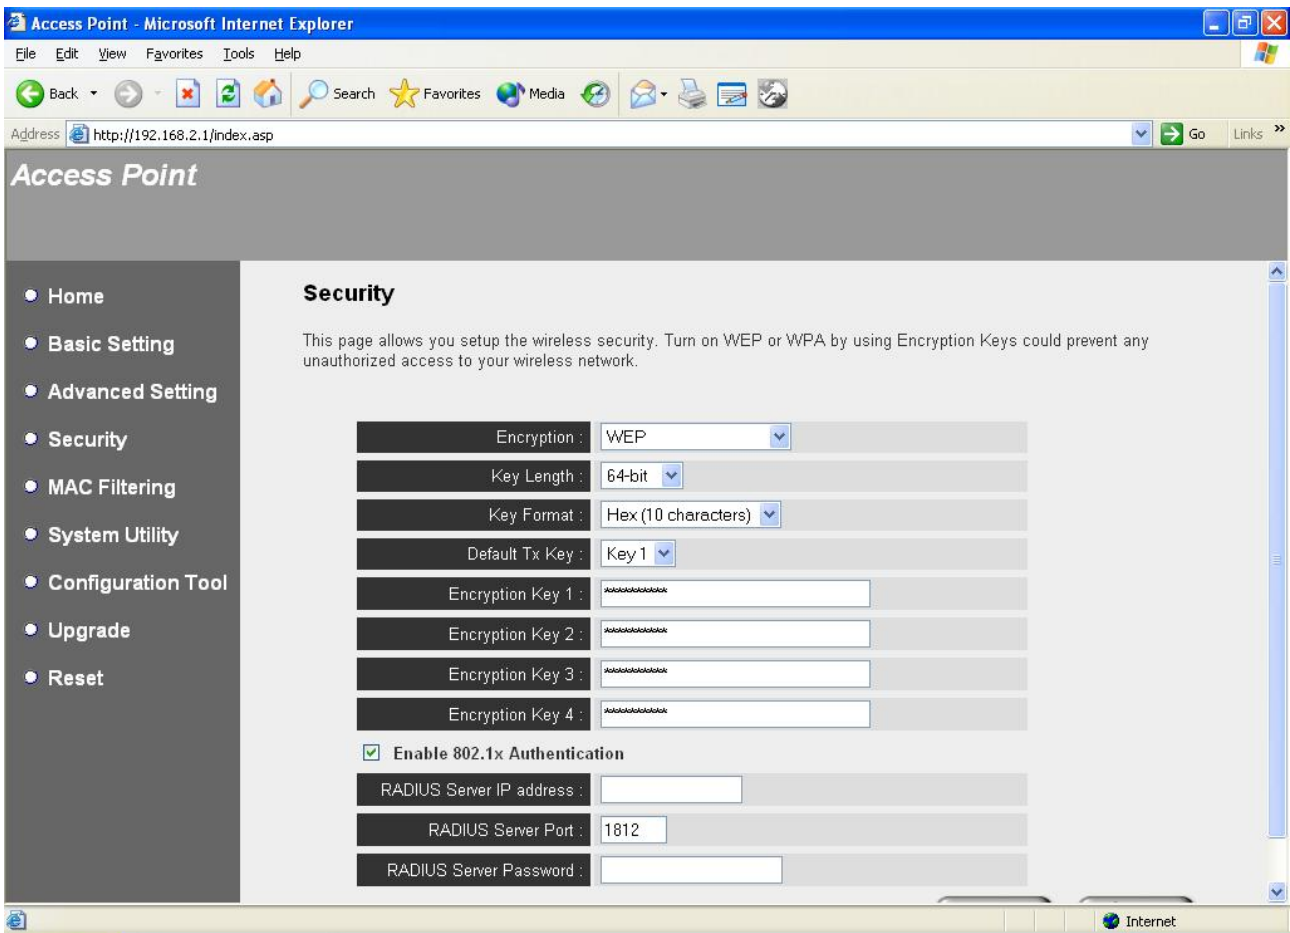 Access Point - Microsoft Internet Explorer
File Edit View Favorites Tools Help
Back Search Favorites Media
Address http://192.168.2.1/index.asp Go Links »
Access Point
Home
Basic Setting
Advanced Setting
Security
MAC Filtering
System Utility
Configuration Tool
Upgrade
Reset
Security
This page allows you setup the wireless security. Turn on WEP or WPA by using Encryption Keys could prevent any
unauthorized access to your wireless network.
Encryption : WEP
Key Length : 64-bit
Key Format : Hex (10 characters)
Default Tx Key : Key 1
Encryption Key 1 : **********
Encryption Key 2 : **********
Encryption Key 3 : **********
Encryption Key 4 : **********
Enable 802.1x Authentication
RADIUS Server IP address :
RADIUS Server Port : 1812
RADIUS Server Password :
Internet